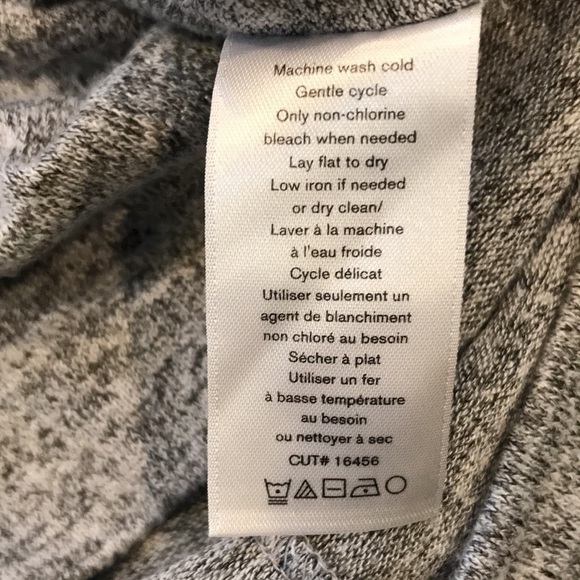 Machine wash cold
Gentle cycle
Only non-chlorine
bleach when needed
Lay flat to dry
Low iron if needed
or dry clean/
Laver à la machine
à l'eau froide
Cycle délicat
Utiliser seulement un
agent de blanchiment
non chloré au besoin
Sécher à plat
Utiliser un fer
à basse température
au besoin
ou nettoyer à sec
CUT# 16456